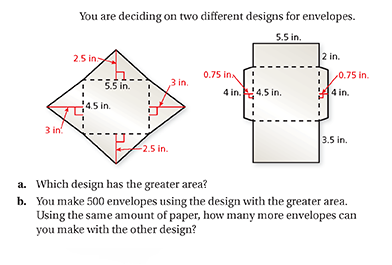 You are deciding on two different designs for envelopes.
2.5 in.
5.5 in.
3 in.
4.5 in.
3 in.
2.5 in.
5.5 in.
2 in.
0.75 in.
0.75 in.
4 in.
4.5 in.
4 in.
3.5 in.
a. Which design has the greater area?
b. You make 500 envelopes using the design with the greater area.
Using the same amount of paper, how many more envelopes can
you make with the other design?